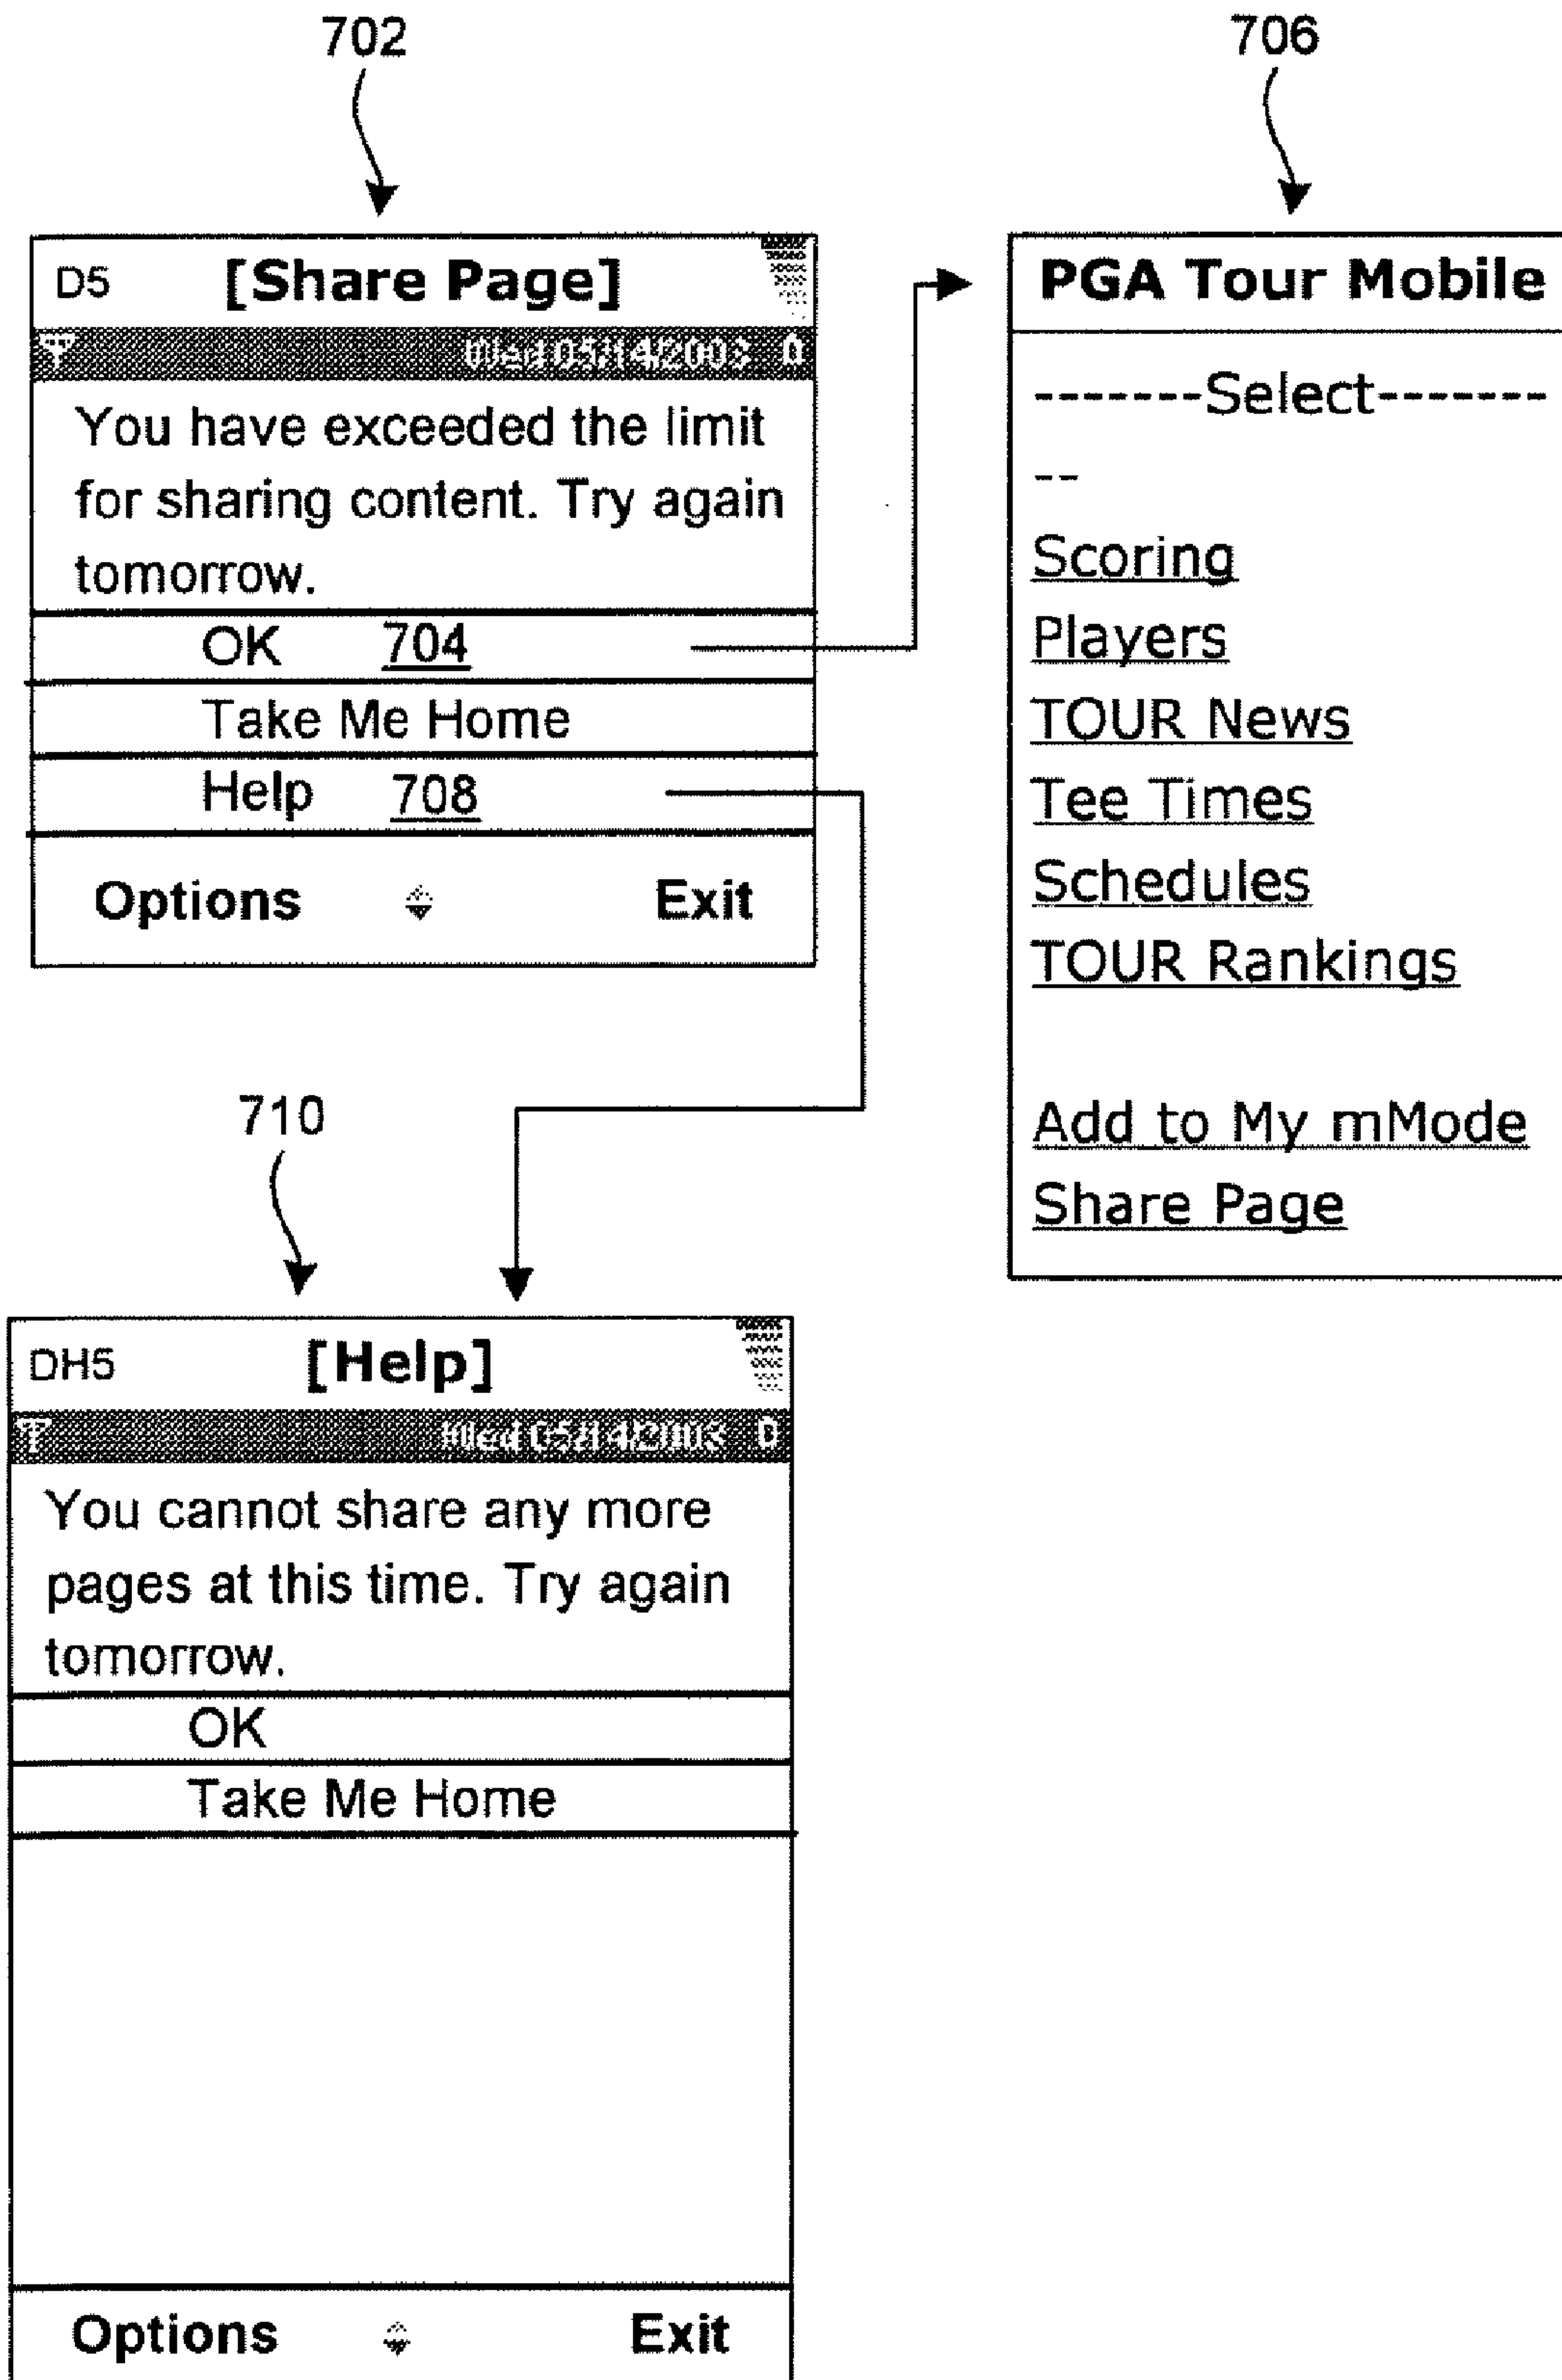 702
706
D5 [Share Page]
You have exceeded the limit
for sharing content. Try again
tomorrow.
OK 704
Take Me Home
Help 708
Options Exit
PGA Tour Mobile
-------Select-------
--
Scoring
Players
TOUR News
Tee Times
Schedules
TOUR Rankings
Add to My mMode
Share Page
710
DH5 [Help]
You cannot share any more
pages at this time. Try again
tomorrow.
OK
Take Me Home
Options Exit